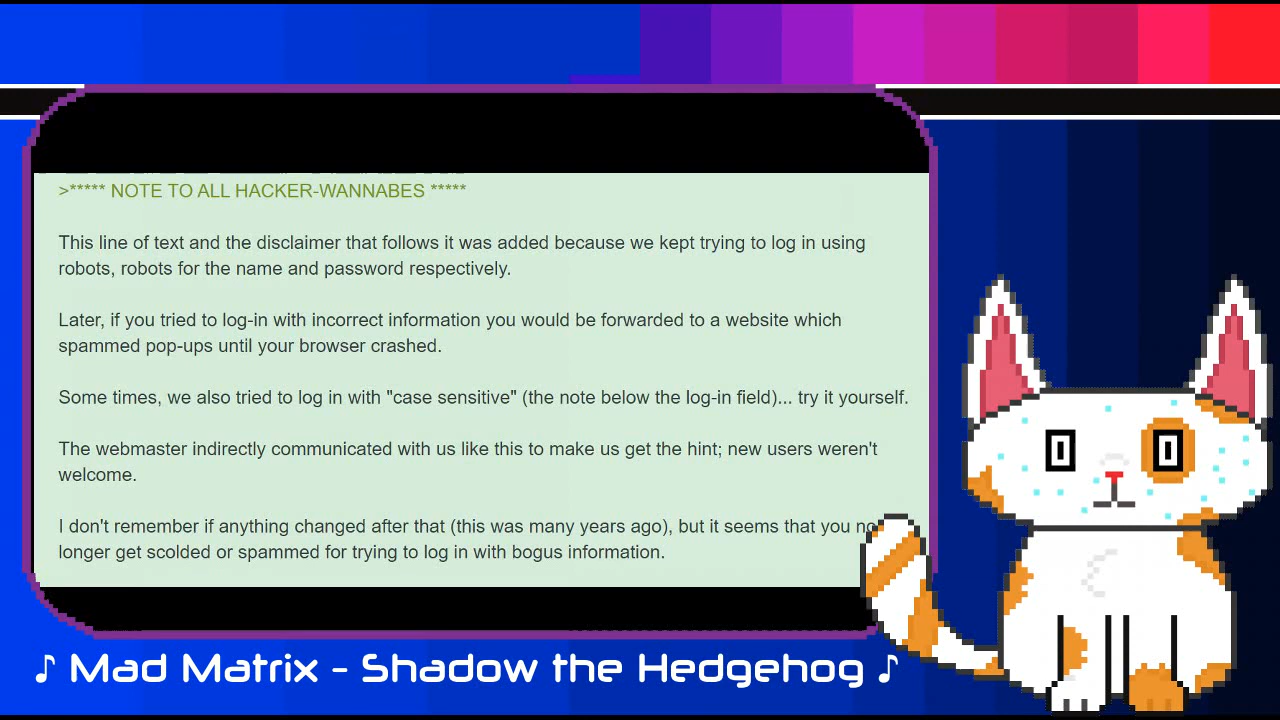 >***** NOTE TO ALL HACKER-WANNABES *****
This line of text and the disclaimer that follows it was added because we kept trying to log in using
robots, robots for the name and password respectively.
Later, if you tried to log-in with incorrect information you would be forwarded to a website which
spammed pop-ups until your browser crashed.
Some times, we also tried to log in with "case sensitive" (the note below the log-in field)... try it yourself.
The webmaster indirectly communicated with us like this to make us get the hint; new users weren't
welcome.
I don't remember if anything changed after that (this was many years ago), but it seems that you no
longer get scolded or spammed for trying to log in with bogus information.
♪ Mad Matrix - Shadow the Hedgehog ♪